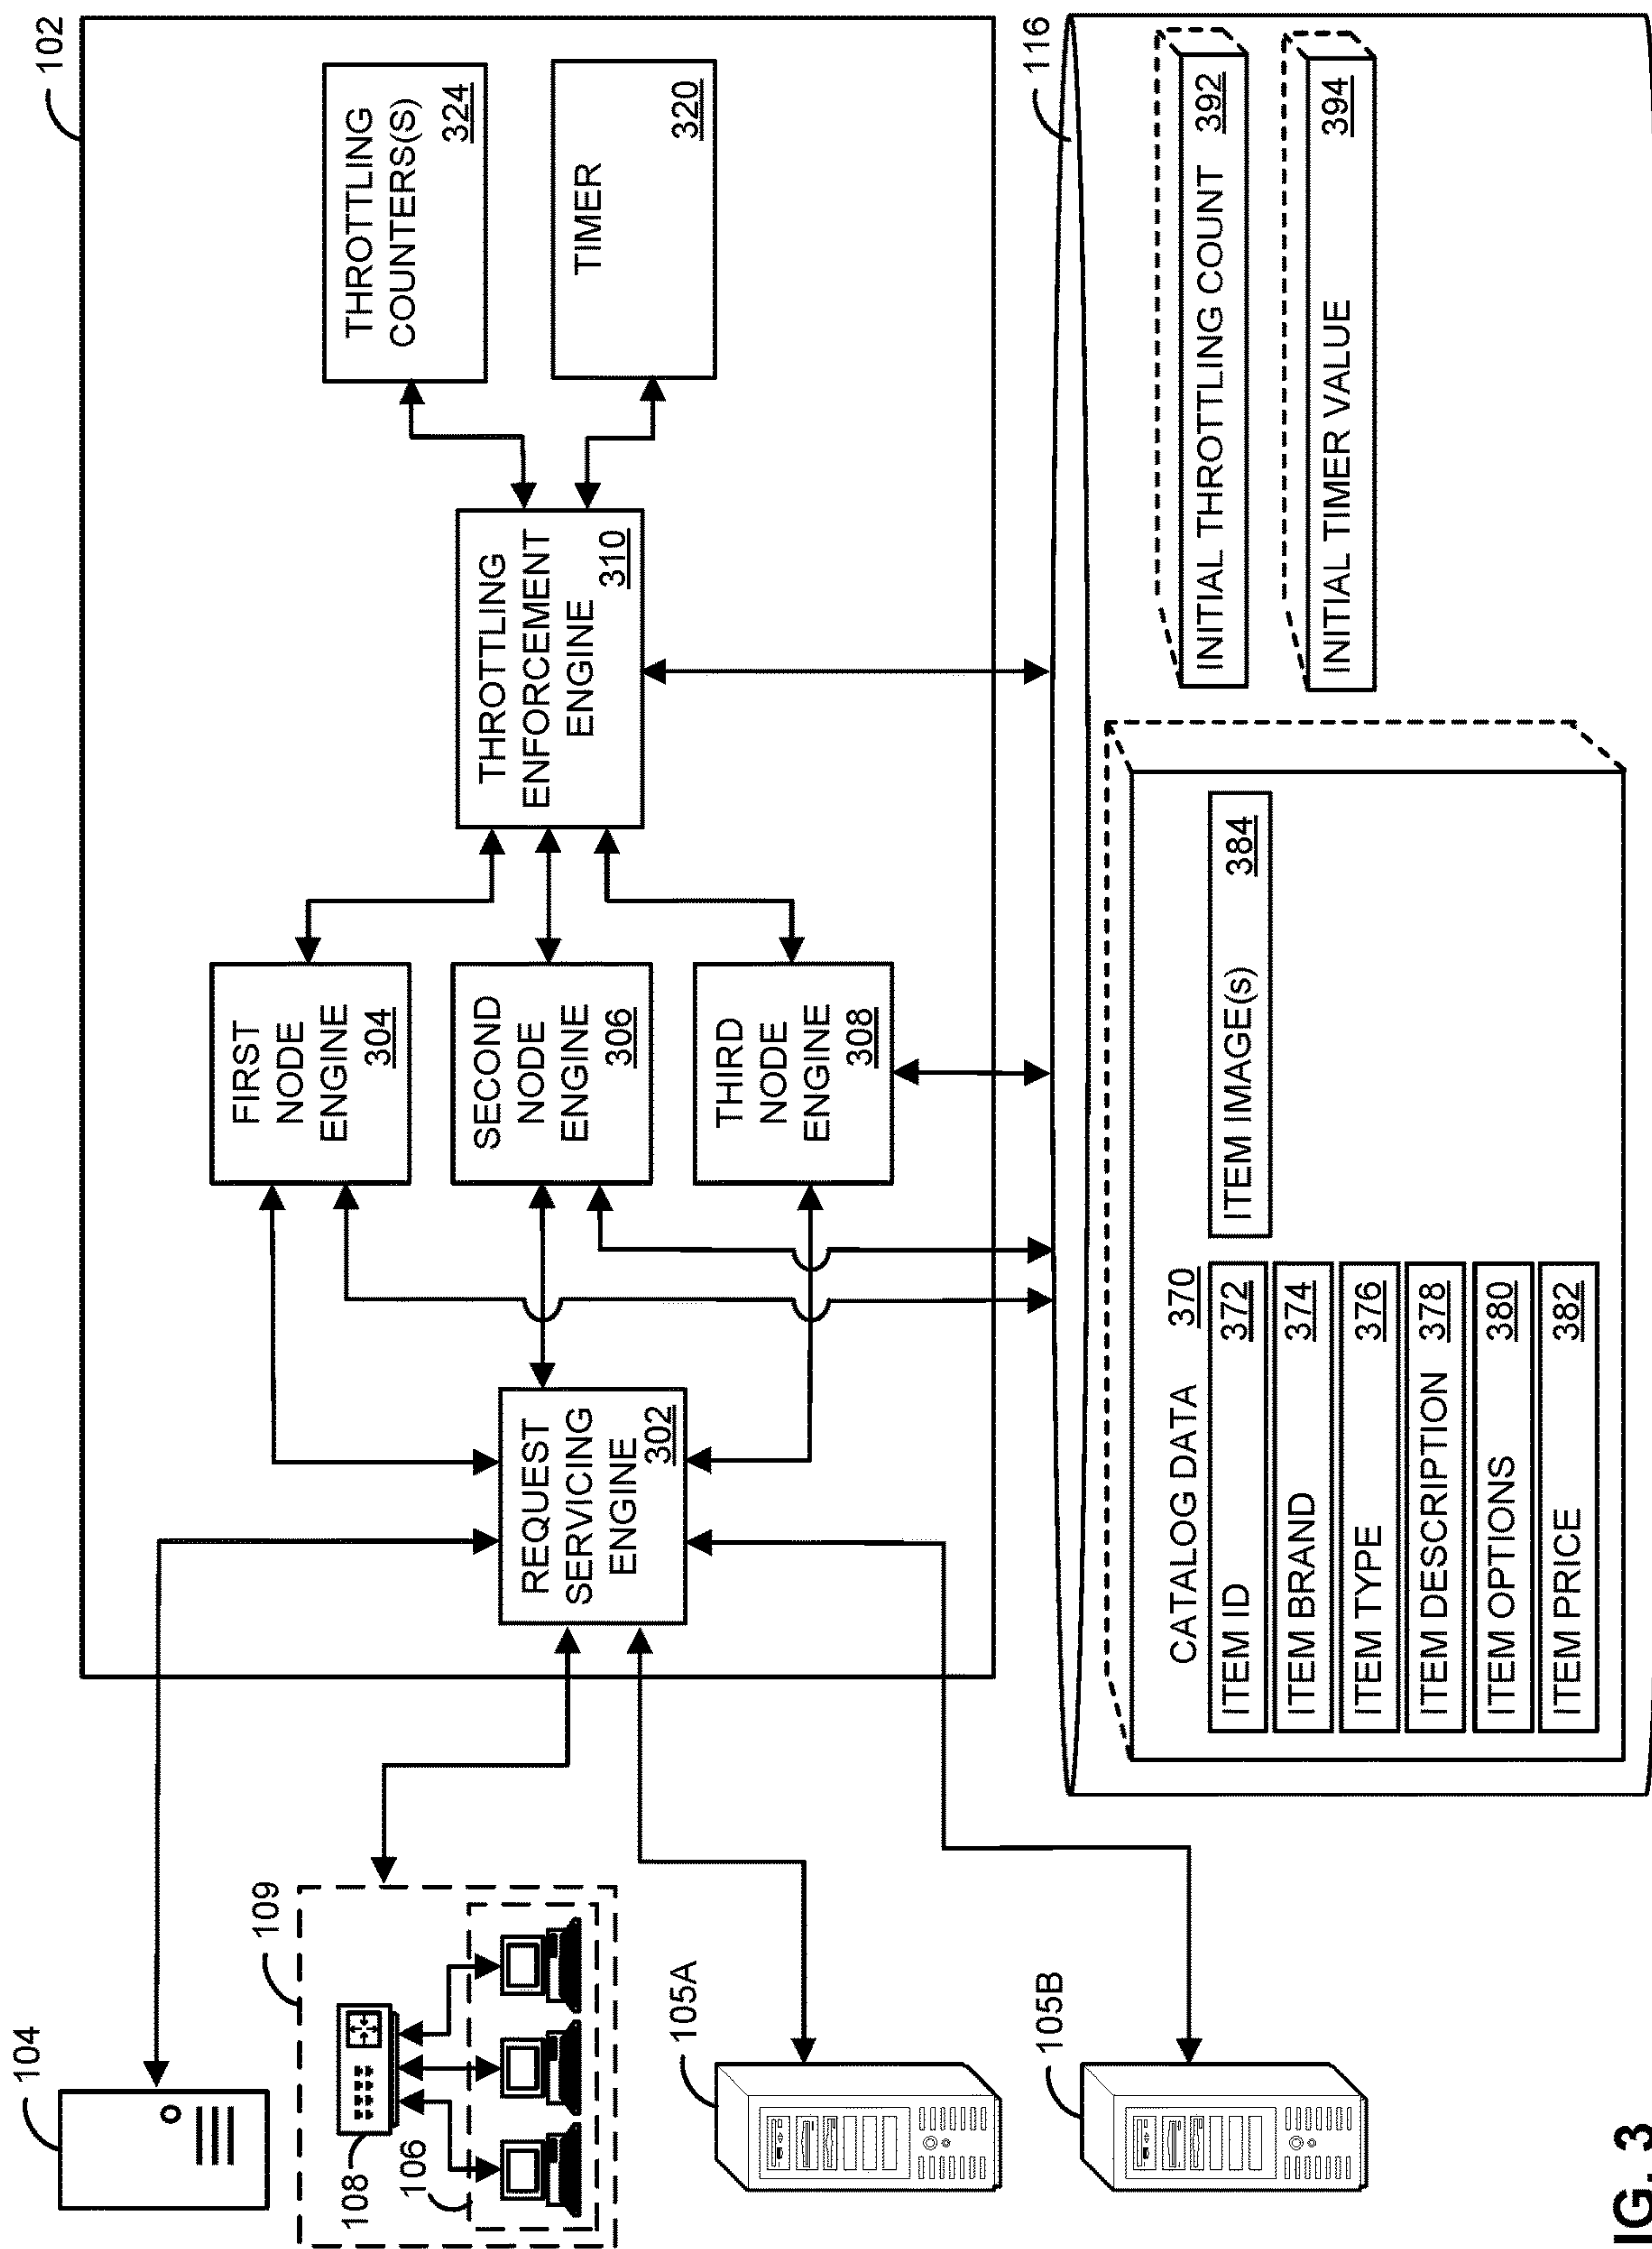 102
104
109
108
106
105A
105B
REQUEST
SERVICING
ENGINE
302
FIRST
NODE
ENGINE
304
SECOND
NODE
ENGINE
306
THIRD
NODE
ENGINE
308
THROTTLING
ENFORCEMENT
ENGINE
310
THROTTLING
COUNTERS(S)
324
TIMER
320
116
CATALOG DATA 370
ITEM ID 372
ITEM BRAND 374
ITEM TYPE 376
ITEM DESCRIPTION 378
ITEM OPTIONS 380
ITEM PRICE 382
ITEM IMAGE(s) 384
INITIAL THROTTLING COUNT 392
INITIAL TIMER VALUE 394
IG. 3